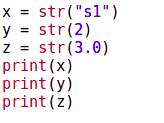 x = str("s1")
y = str(2)
z = str(3.0)
print(x)
print(y)
print(z)